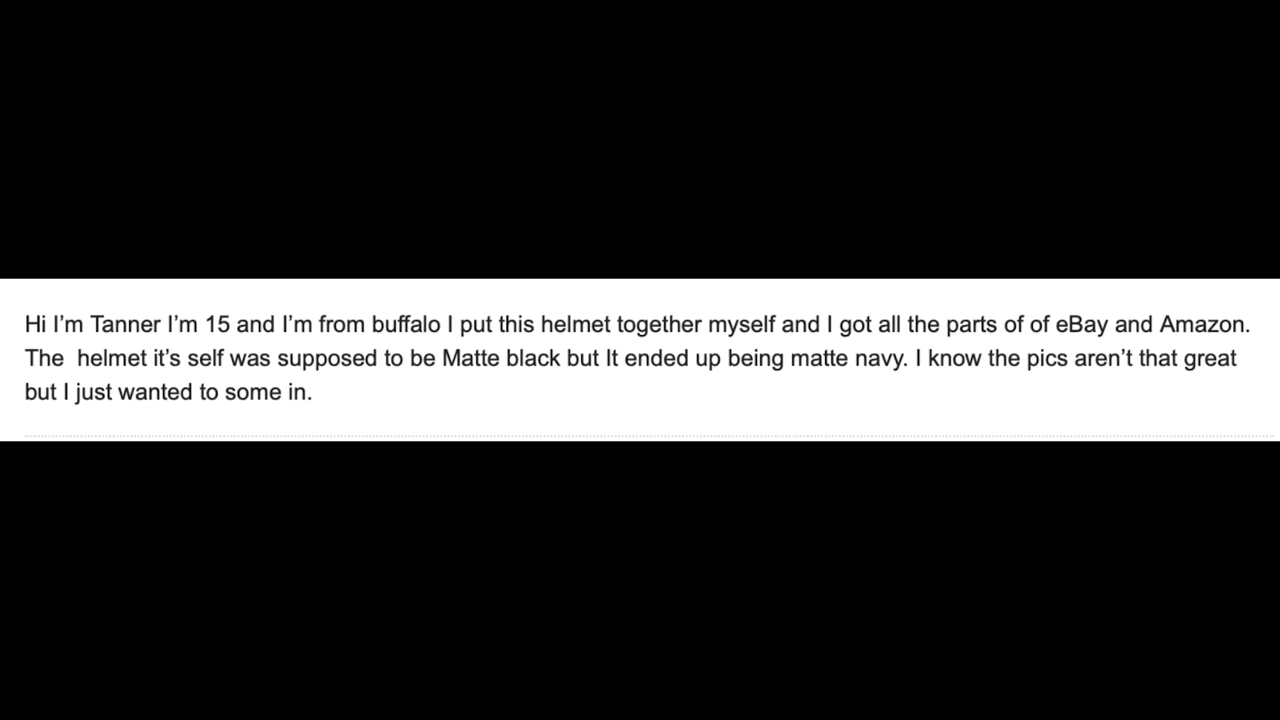 Hi I’m Tanner I’m 15 and I’m from buffalo I put this helmet together myself and I got all the parts of of eBay and Amazon.
The  helmet it’s self was supposed to be Matte black but It ended up being matte navy. I know the pics aren’t that great
but I just wanted to some in.